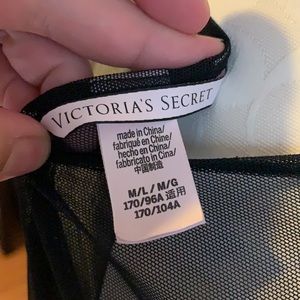 VICTORIA'S SECRET
made in China/
fabriqué en Chine/
hecho en China/
fabbricato in Cina/
中国制造
M/L / M/G
170/96A 适用
170/104A